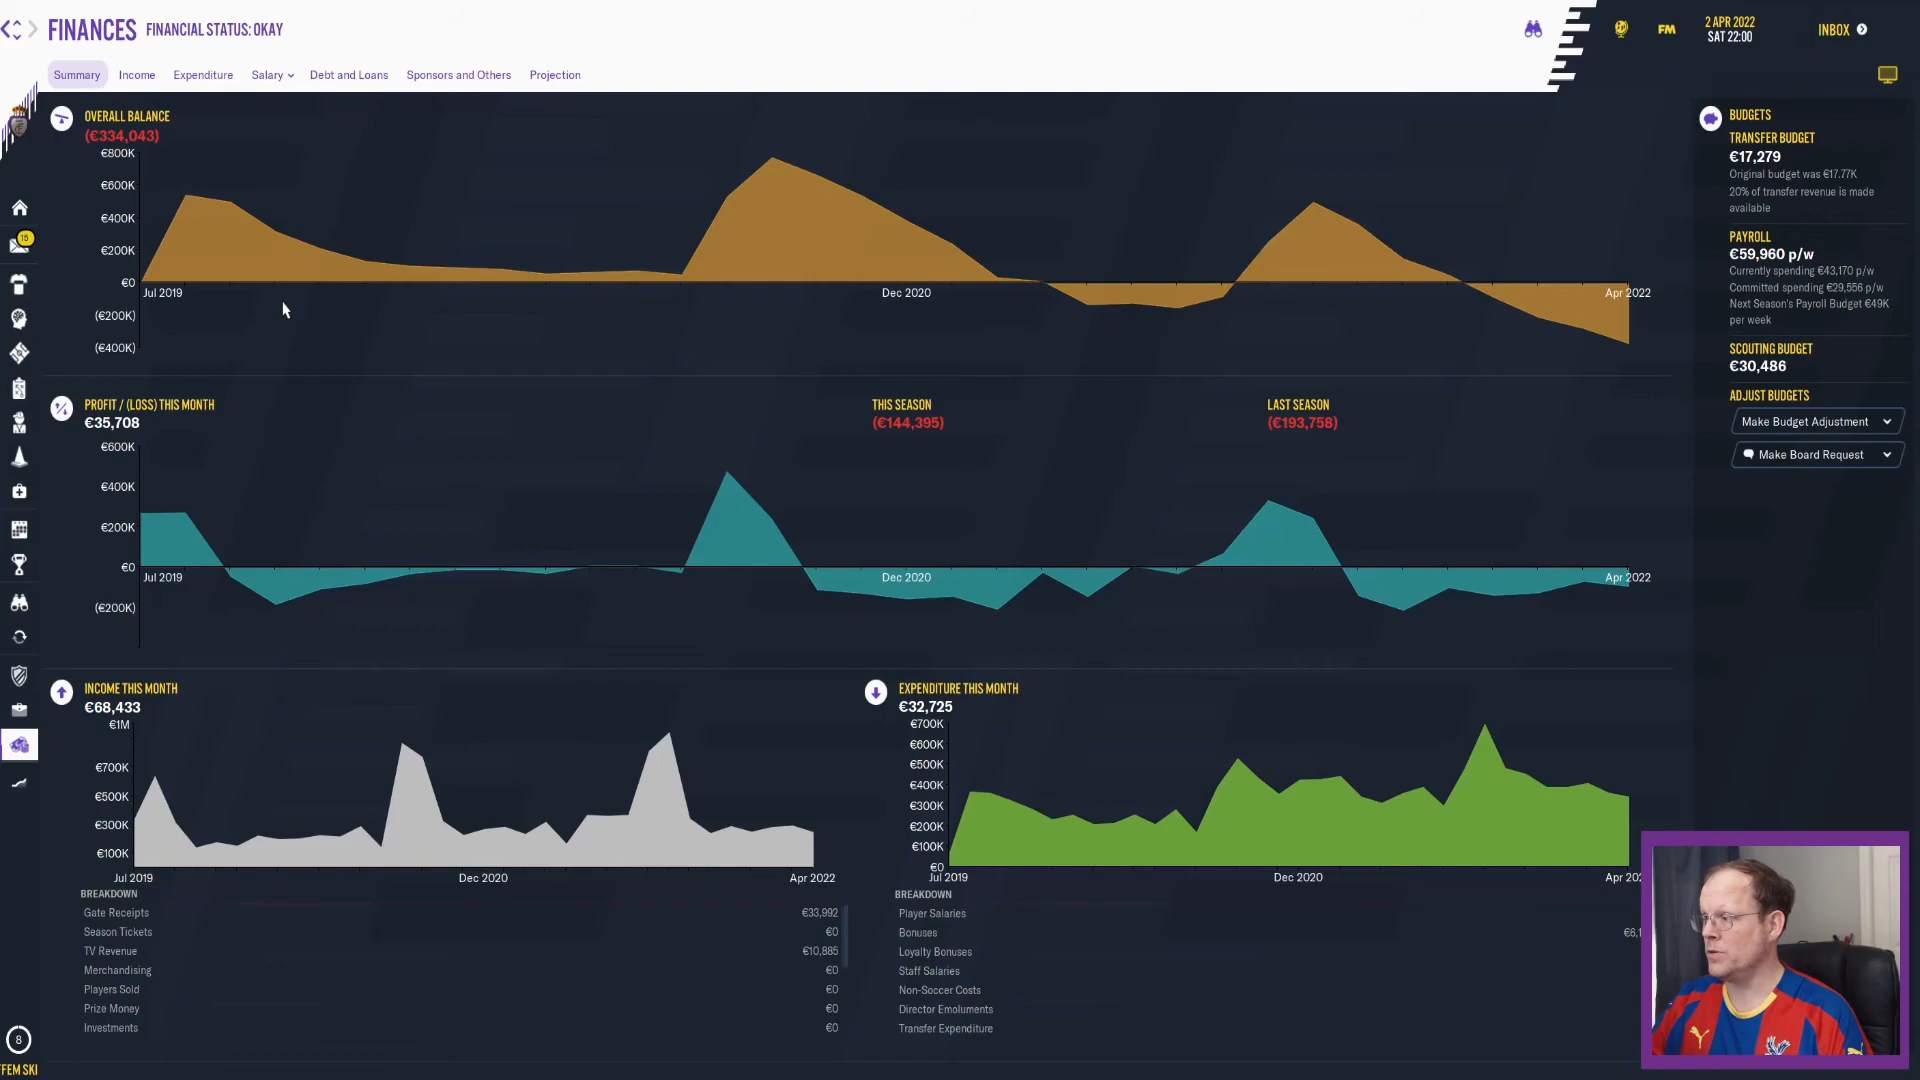 FINANCES FINANCIAL STATUS: OKAY
FM
2 APR 2022
SAT 22:00
INBOX
Summary Income Expenditure Salary Debt and Loans Sponsors and Others Projection
OVERALL BALANCE
(€334,043)
€800K
€600K
€400K
€200K
€0
(€200K)
(€400K)
Jul 2019 Dec 2020 Apr 2022
15
PROFIT / (LOSS) THIS MONTH
€35,708
THIS SEASON
(€144,395)
LAST SEASON
(€193,758)
€600K
€400K
€200K
€0
(€200K)
Jul 2019 Dec 2020 Apr 2022
INCOME THIS MONTH
€68,433
€1M
€700K
€500K
€300K
€100K
Jul 2019 Dec 2020 Apr 2022
BREAKDOWN
Gate Receipts €33,992
Season Tickets €0
TV Revenue €10,885
Merchandising €0
Players Sold €0
Prize Money €0
Investments €0
EXPENDITURE THIS MONTH
€32,725
€700K
€600K
€500K
€400K
€300K
€200K
€100K
€0
Jul 2019 Dec 2020 Apr 202
BREAKDOWN
Player Salaries
Bonuses €6,1
Loyalty Bonuses
Staff Salaries
Non-Soccer Costs
Director Emoluments
Transfer Expenditure
BUDGETS
TRANSFER BUDGET
€17,279
Original budget was €17.77K
20% of transfer revenue is made
available
PAYROLL
€59,960 p/w
Currently spending €43,170 p/w
Committed spending €29,556 p/w
Next Season's Payroll Budget €49K
per week
SCOUTING BUDGET
€30,486
ADJUST BUDGETS
Make Budget Adjustment
Make Board Request
8
FEM SKI